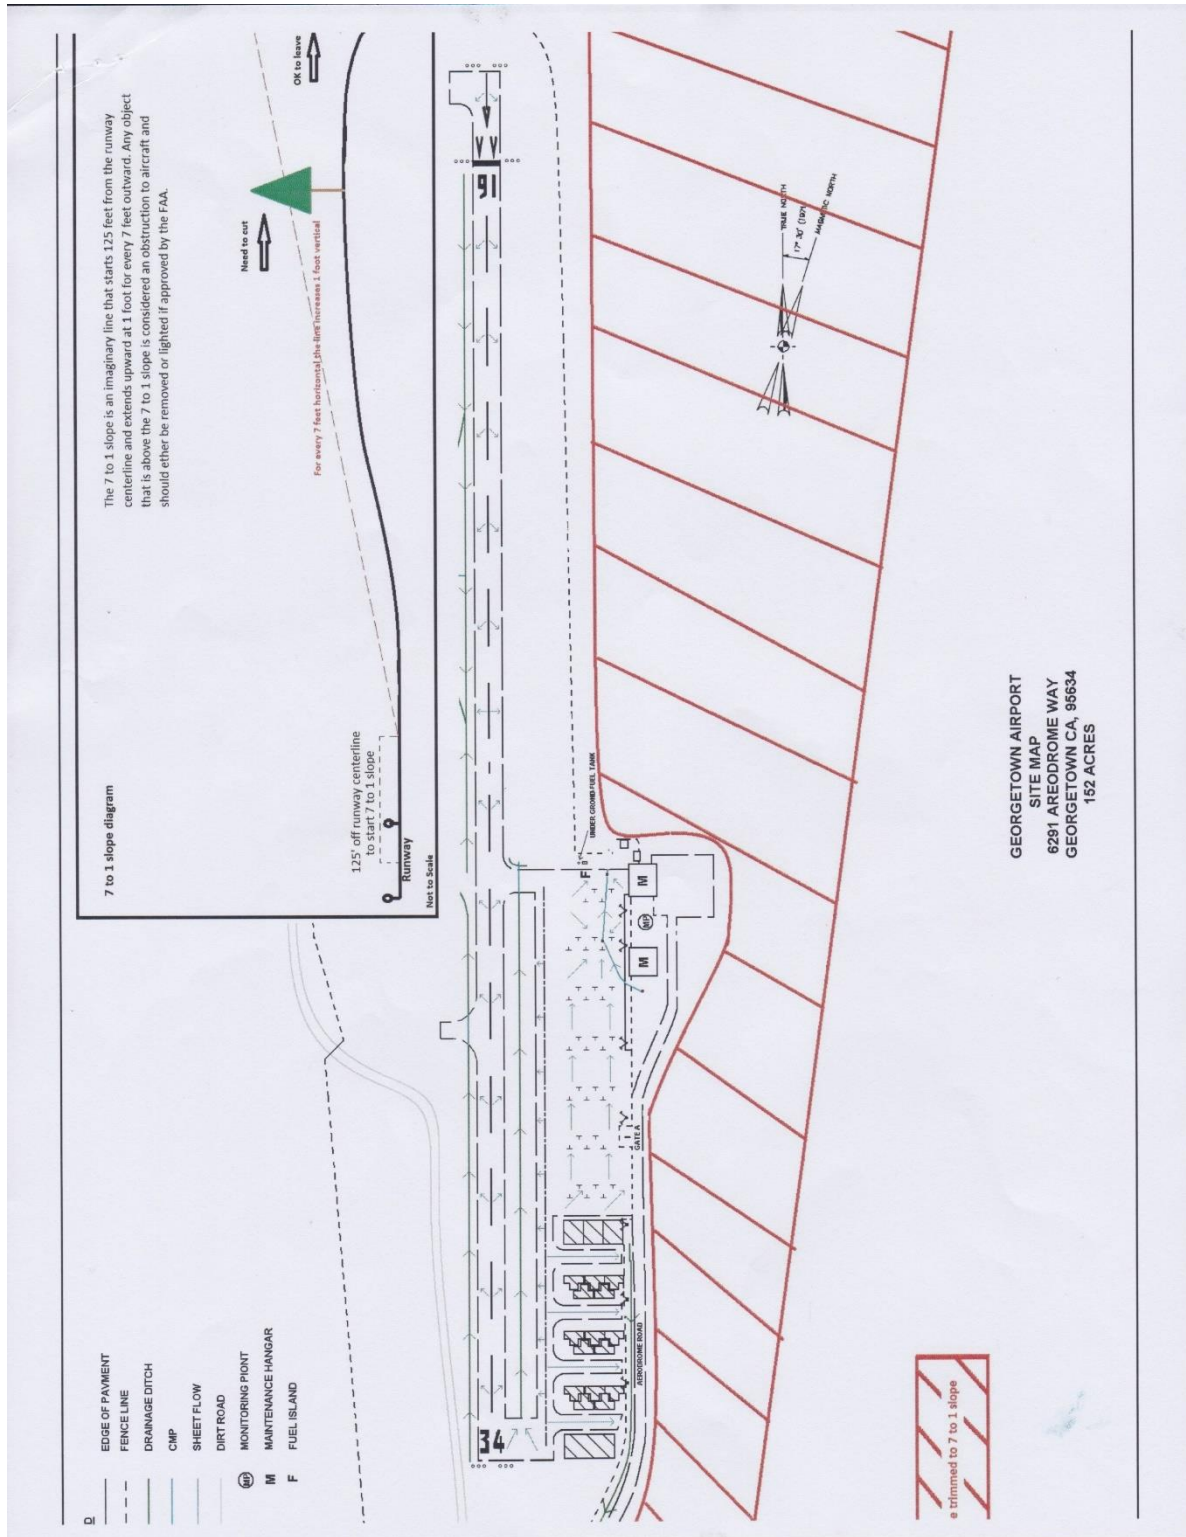 7 to 1 slope diagram
The 7 to 1 slope is an imaginary line that starts 125 feet from the runway
centerline and extends upward at 1 foot for every 7 feet outward. Any object
that is above the 7 to 1 slope is considered an obstruction to aircraft and
should ether be removed or lighted if approved by the FAA.
Need to cut
OK to leave
For every 7 feet horizontal the line increases 1 foot vertical
125' off runway centerline
to start 7 to 1 slope
Runway
Not to Scale
D
EDGE OF PAVMENT
FENCE LINE
DRAINAGE DITCH
CMP
SHEET FLOW
DIRT ROAD
MP MONITORING PIONT
M MAINTENANCE HANGAR
F FUEL ISLAND
34
16
UNDER GROND FUEL TANK
F
M
MP
M
GATE A
AERODROME ROAD
TRUE NORTH
MAGNETIC NORTH
GEORGETOWN AIRPORT
SITE MAP
6291 AREODROME WAY
GEORGETOWN CA, 95634
152 ACRES
e trimmed to 7 to 1 slope